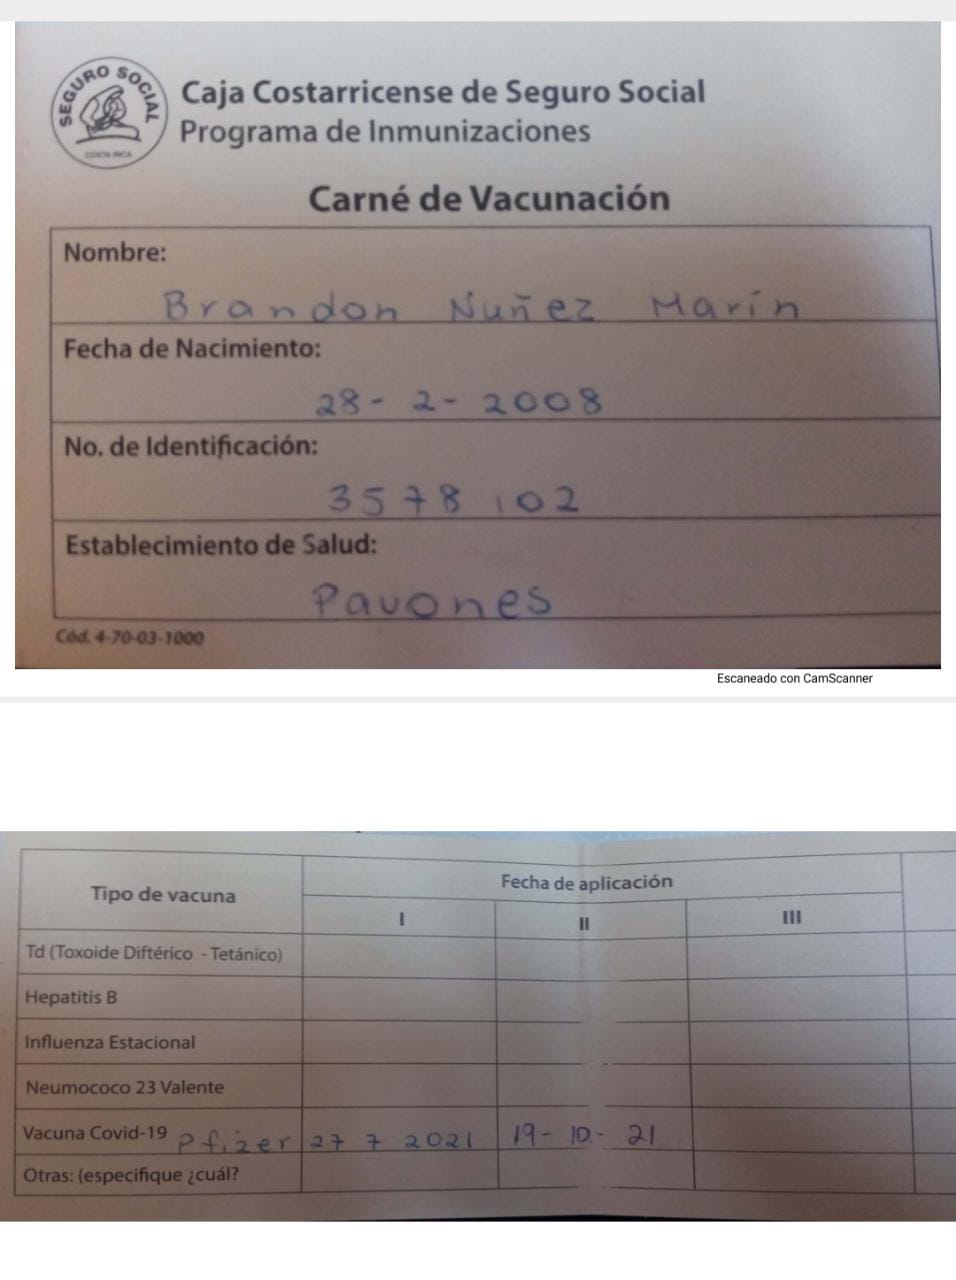 SEGURO SOCIAL
COSTA RICA
Caja Costarricense de Seguro Social
Programa de Inmunizaciones
Carné de Vacunación
Nombre:
Brandon Nuñez Marín
Fecha de Nacimiento:
28-2-2008
No. de Identificación:
3578102
Establecimiento de Salud:
Pavones
Cód. 4-70-03-1000
Escaneado con CamScanner
Tipo de vacuna Fecha de aplicación
I II III
Td (Toxoide Diftérico - Tetánico)
Hepatitis B
Influenza Estacional
Neumococo 23 Valente
Vacuna Covid-19 Pfizer 27 7 2021 19-10-21
Otras: (especifique ¿cuál?